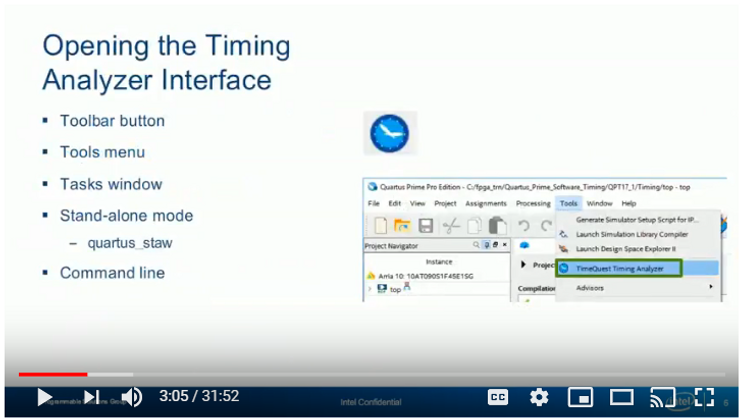 Opening the Timing
Analyzer Interface
▪ Toolbar button
▪ Tools menu
▪ Tasks window
▪ Stand-alone mode
– quartus_staw
▪ Command line
Quartus Prime Pro Edition - C:/fpga_trn/Quartus_Prime_Software_Timing/QPT17_1/Timing/top - top
File Edit View Project Assignments Processing Tools Window Help
Generate Simulator Setup Script for IP...
Launch Simulation Library Compiler
Launch Design Space Explorer II
TimeQuest Timing Analyzer
Advisors
Project Navigator
Instance
Arria 10: 10AT090S1F45E1SG
top
Compilation
3:05 / 31:52
Intel Confidential
CC
intel
6